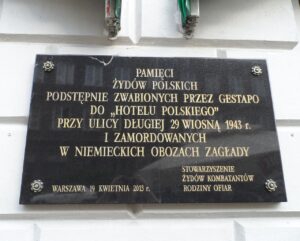 PAMIĘCI
ŻYDÓW POLSKICH
PODSTĘPNIE ZWABIONYCH PRZEZ GESTAPO
DO „HOTELU POLSKIEGO”
PRZY ULICY DŁUGIEJ 29 WIOSNĄ 1943 r.
I ZAMORDOWANYCH
W NIEMIECKICH OBOZACH ZAGŁADY
STOWARZYSZENIE
ŻYDÓW KOMBATANTÓW
WARSZAWA 19 KWIETNIA 2013 r. RODZINY OFIAR